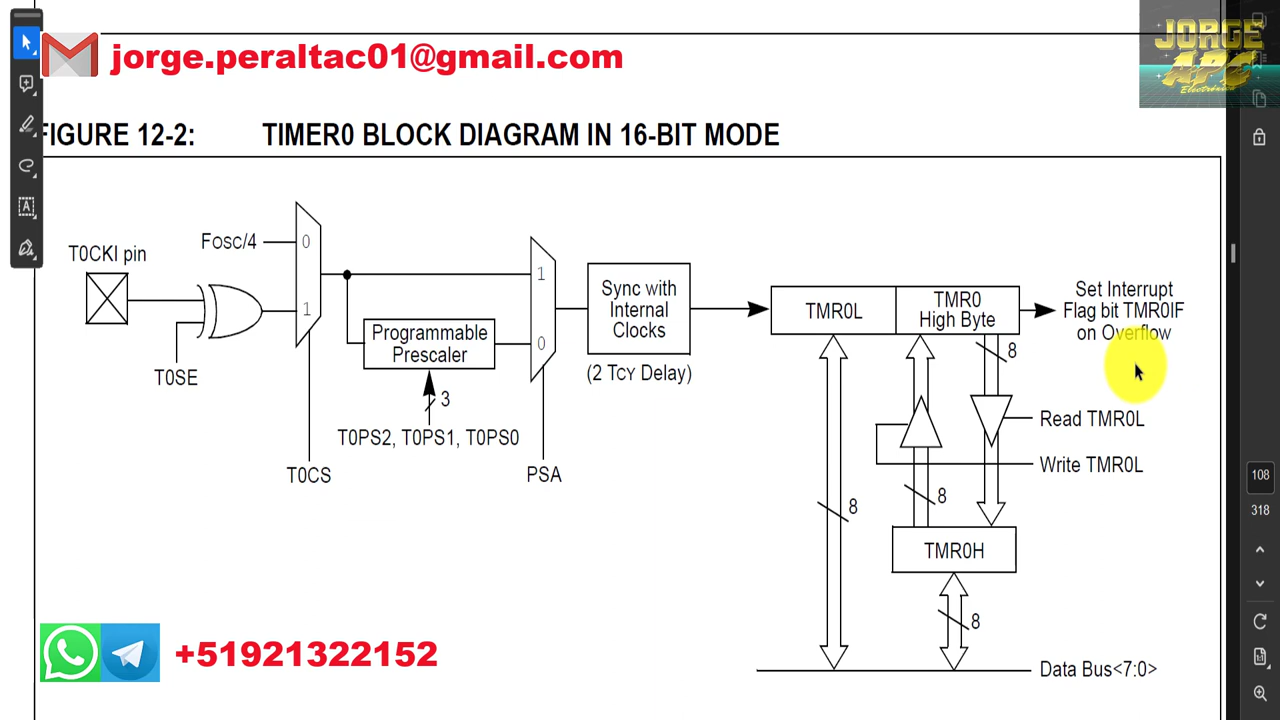 jorge.peraltac01@gmail.com
JORGE
APC
Electrónica
FIGURE 12-2: TIMER0 BLOCK DIAGRAM IN 16-BIT MODE
T0CKI pin
T0SE
Fosc/4
0
1
T0CS
Programmable
Prescaler
3
T0PS2, T0PS1, T0PS0
1
0
PSA
Sync with
Internal
Clocks
(2 TCY Delay)
TMR0L
TMR0
High Byte
Set Interrupt
Flag bit TMR0IF
on Overflow
8
Read TMR0L
Write TMR0L
8
8
TMR0H
8
Data Bus<7:0>
+51921322152
108
318